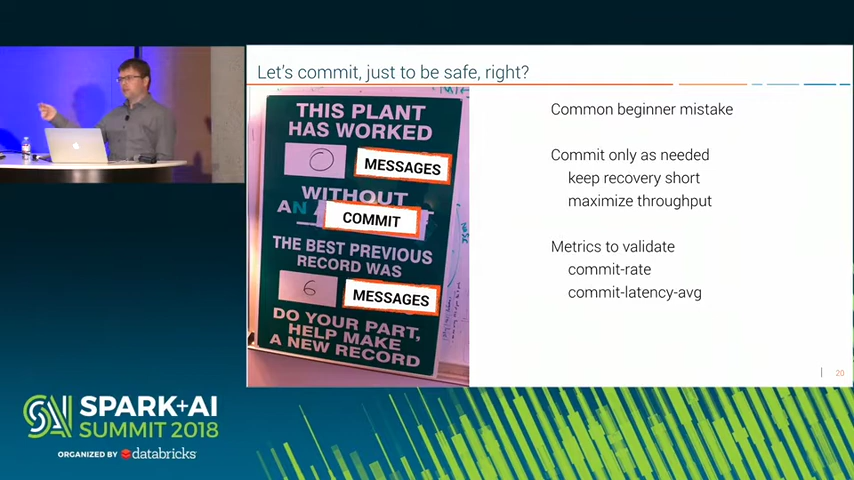 Let's commit, just to be safe, right?
THIS PLANT
HAS WORKED
0 MESSAGES
WITHOUT
AN
COMMIT
THE BEST PREVIOUS
RECORD WAS
6 MESSAGES
DO YOUR PART,
HELP MAKE
A NEW RECORD
Common beginner mistake
Commit only as needed
keep recovery short
maximize throughput
Metrics to validate
commit-rate
commit-latency-avg
20
SPARK+AI
SUMMIT 2018
ORGANIZED BY databricks